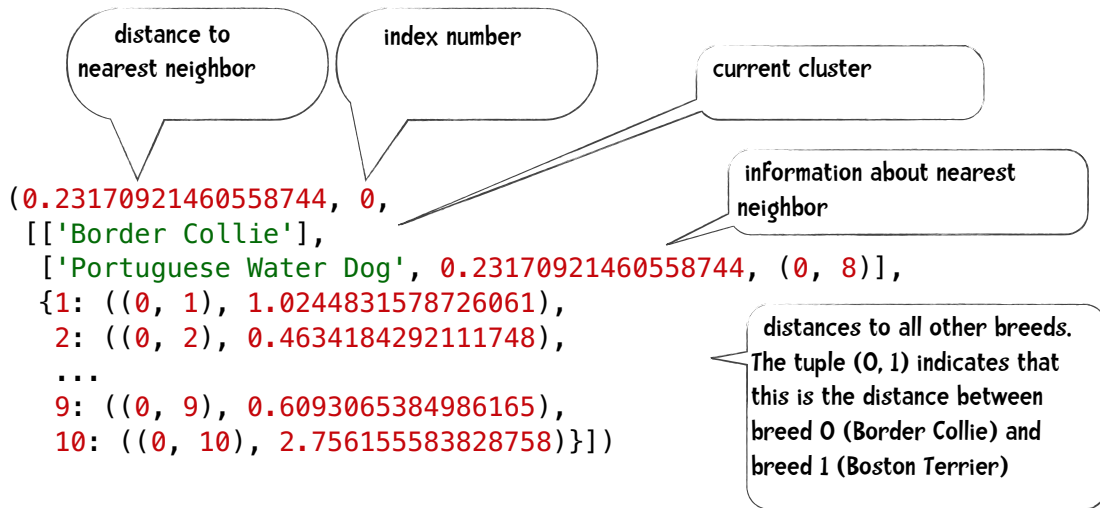 distance to
nearest neighbor
index number
current cluster
information about nearest
neighbor
(0.23170921460558744, 0,
[['Border Collie'],
['Portuguese Water Dog', 0.23170921460558744, (0, 8)],
{1: ((0, 1), 1.0244831578726061),
2: ((0, 2), 0.4634184292111748),
...
9: ((0, 9), 0.6093065384986165),
10: ((0, 10), 2.756155583828758)}])
distances to all other breeds.
The tuple (0, 1) indicates that
this is the distance between
breed 0 (Border Collie) and
breed 1 (Boston Terrier)